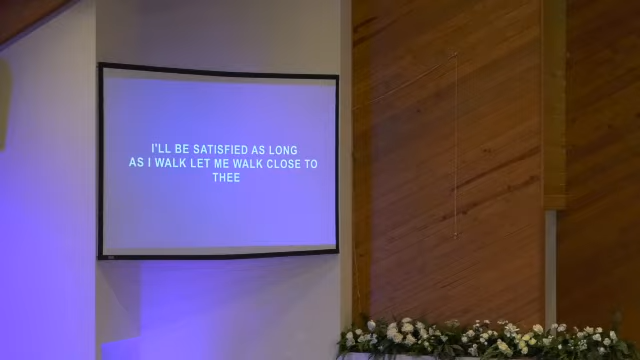 I'LL BE SATISFIED AS LONG
AS I WALK LET ME WALK CLOSE TO
THEE